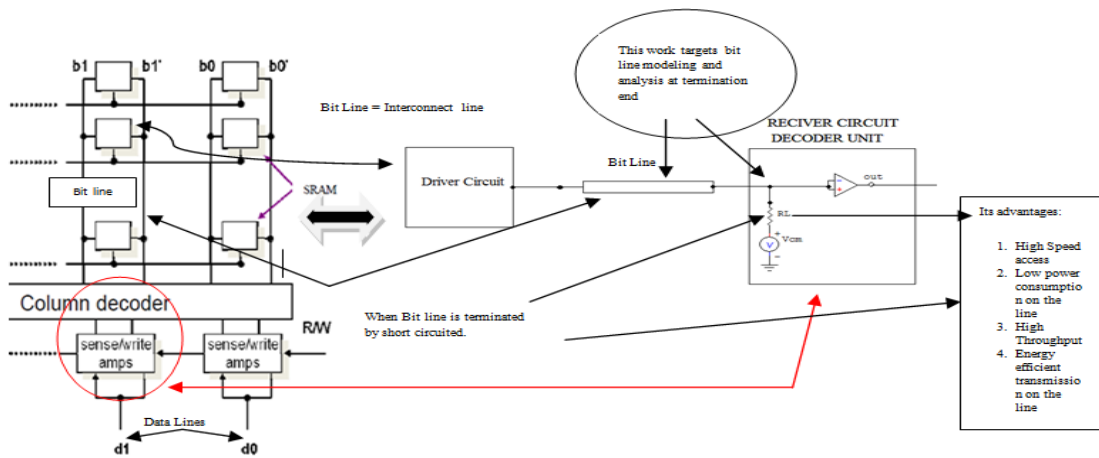 b1 b1' b0 b0'
Bit line
SRAM
Column decoder
R/W
sense/write
amps
sense/write
amps
Data Lines
d1 d0
Bit Line = Interconnect line
Driver Circuit
This work targets bit
line modeling and
analysis at termination
end
Bit Line
RECIVER CIRCUIT
DECODER UNIT
out
RL
+
Vcm
V
-
When Bit line is terminated
by short circuited.
Its advantages:
1. High Speed
access
2. Low power
consumptio
n on the
line
3. High
Throughput
4. Energy
efficient
transmissio
n on the
line